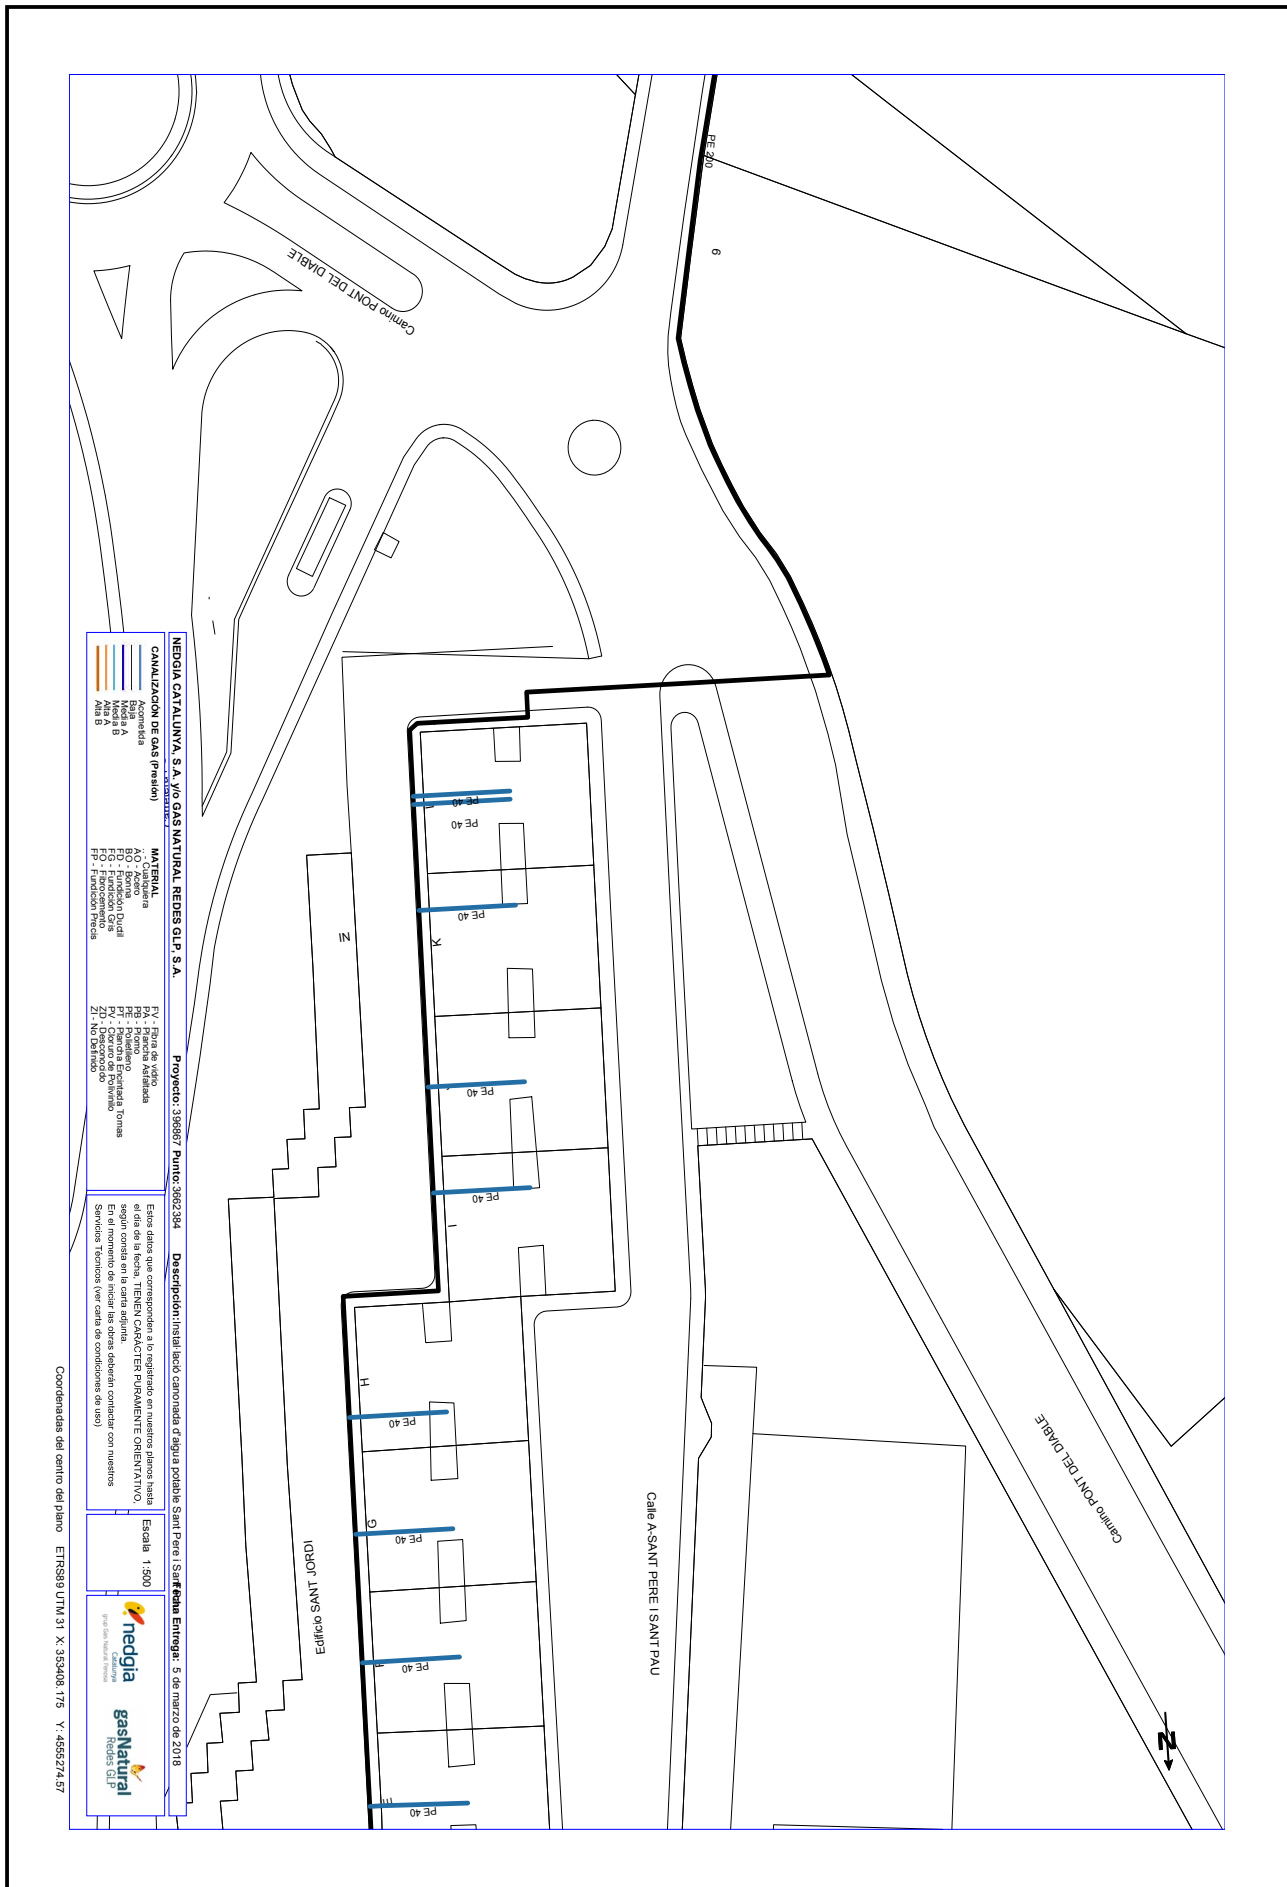 PE 200
6
Camino PONT DEL DIABLE
PE 40
L
PE 40
PE 40
K
IN
PE 40
PE 40
I
H
PE 40
G
PE 40
F
PE 40
E
PE 40
Edificio SANT JORDI
Calle A-SANT PERE I SANT PAU
Camino PONT DEL DIABLE
N
NEDGIA CATALUNYA, S.A. y/o GAS NATURAL REDES GLP, S.A.
Proyecto: 396867 Punto: 3662384
Descripción: Instal·lació canonada d'aigua potable Sant Pere i Sant Pau
Fecha Entrega: 5 de marzo de 2018
CANALIZACIÓN DE GAS (Presión)
Acometida
Baja
Media A
Media B
Alta A
Alta B
MATERIAL
.. - Cualquiera
AO - Acero
BO - Bonna
FD - Fundición Ductil
FG - Fundición Gris
FO - Fibrocemento
FP - Fundición Precis
FV - Fibra de vidrio
PA - Plancha Asfaltada
PB - Plomo
PE - Polietileno
PT - Plancha Encintada Tomas
PV - Cloruro de Polivinilo
ZD - Desconocido
ZI - No Definido
Estos datos que corresponden a lo registrado en nuestros planos hasta
el día de la fecha, TIENEN CARÁCTER PURAMENTE ORIENTATIVO,
según consta en la carta adjunta.
En el momento de iniciar las obras deberán contactar con nuestros
Servicios Técnicos (ver carta de condiciones de uso)
Escala 1:500
nedgia
Catalunya
grup Gas Natural Fenosa
gasNatural
Redes GLP
Coordenadas del centro del plano ETRS89 UTM 31 X: 353408.175 Y: 4555274.57